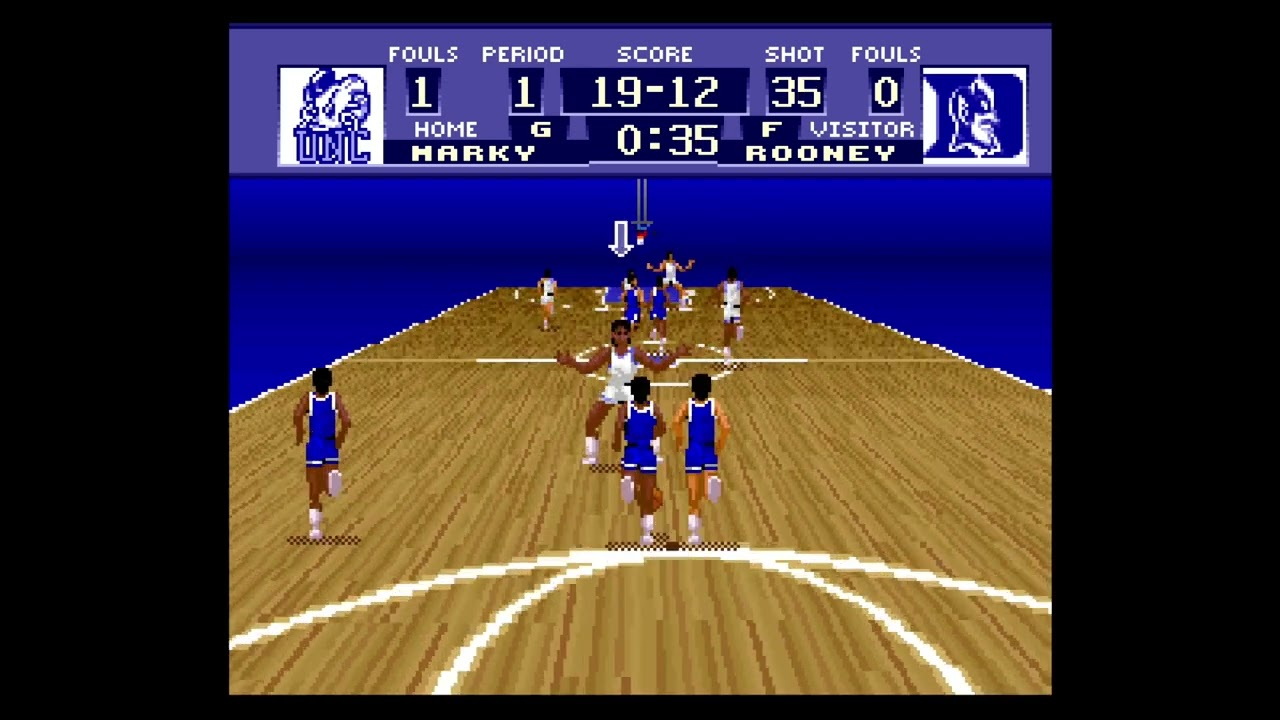 FOULS PERIOD SCORE SHOT FOULS
1 1 19-12 35 0
HOME G 0:35 F VISITOR
UNC MARKY ROONEY